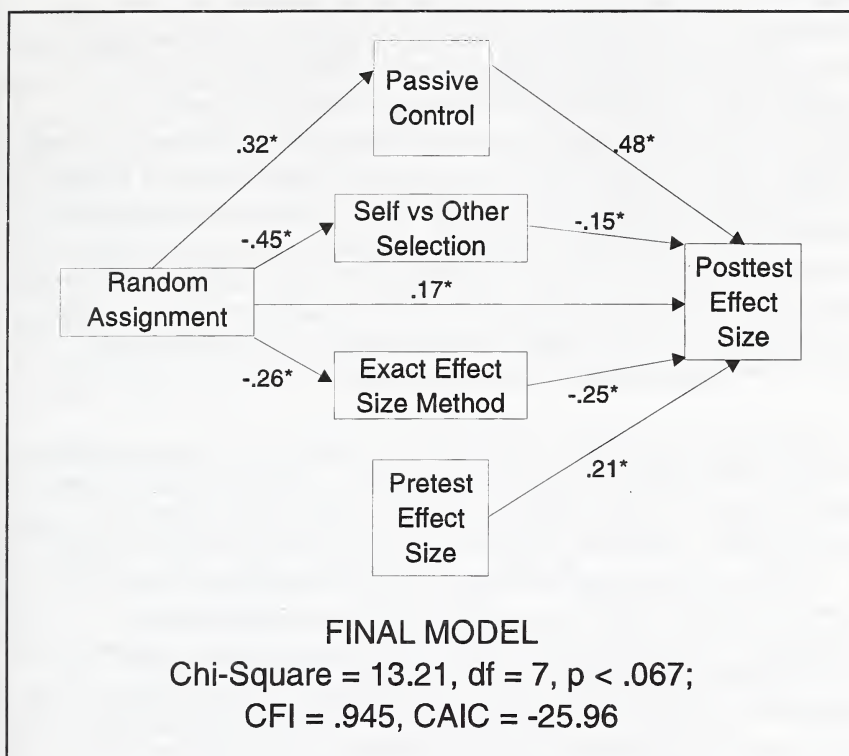 Passive
Control
.32*
.48*
Self vs Other
Selection
-.45*
-.15*
Random
Assignment
.17*
Posttest
Effect
Size
-.26*
Exact Effect
Size Method
-.25*
.21*
Pretest
Effect
Size
FINAL MODEL
Chi-Square = 13.21, df = 7, p < .067;
CFI = .945, CAIC = -25.96